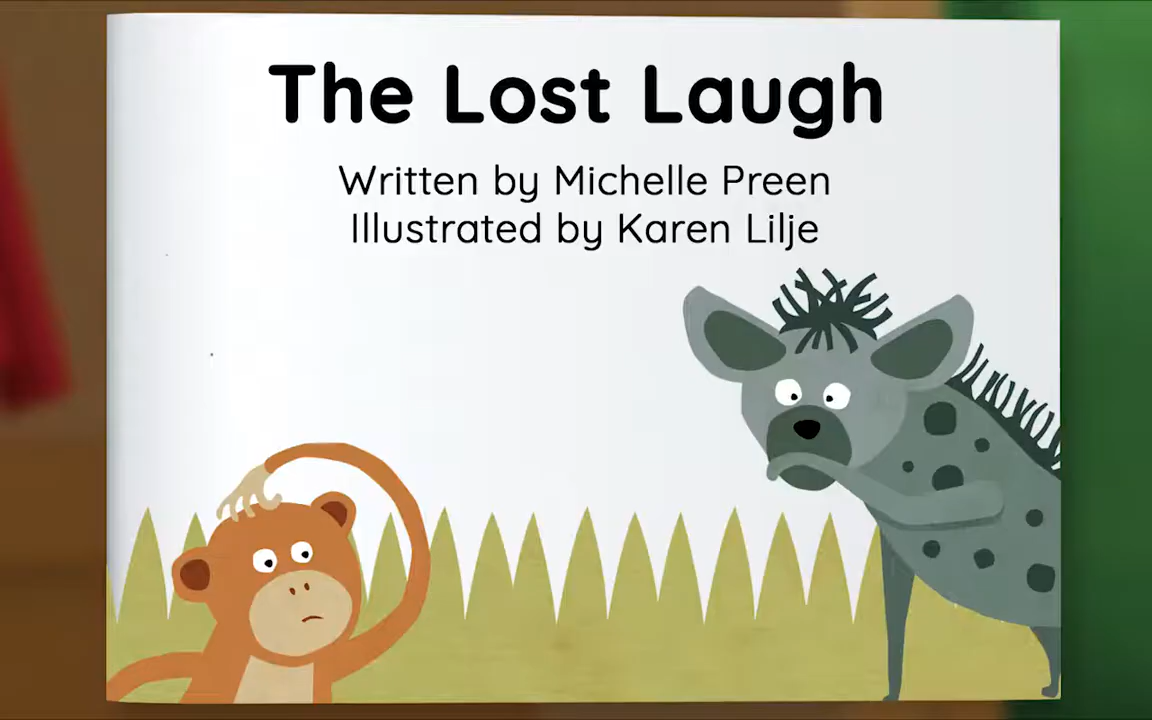 The Lost Laugh
Written by Michelle Preen
Illustrated by Karen Lilje